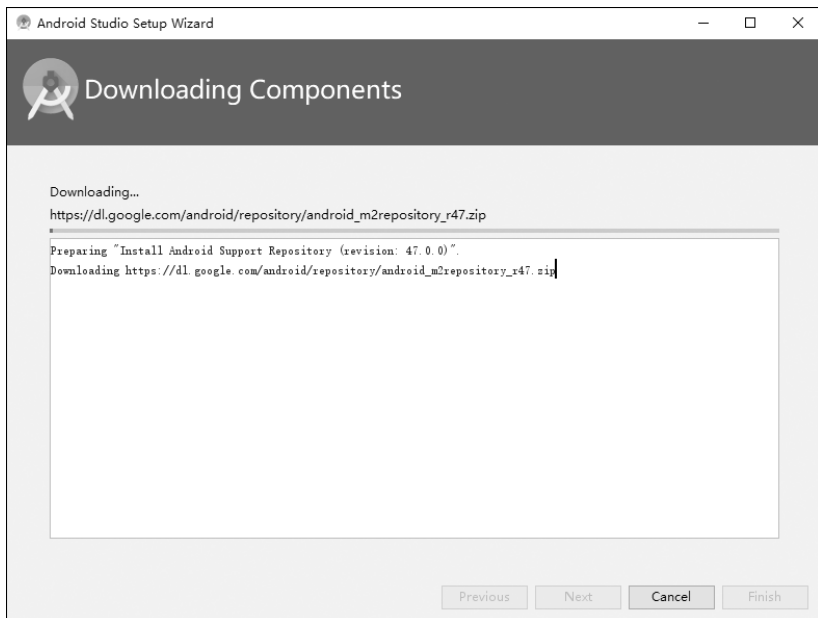 Android Studio Setup Wizard
Downloading Components
Downloading...
https://dl.google.com/android/repository/android_m2repository_r47.zip
Preparing "Install Android Support Repository (revision: 47.0.0)".
Downloading https://dl.google.com/android/repository/android_m2repository_r47.zip
Previous Next Cancel Finish